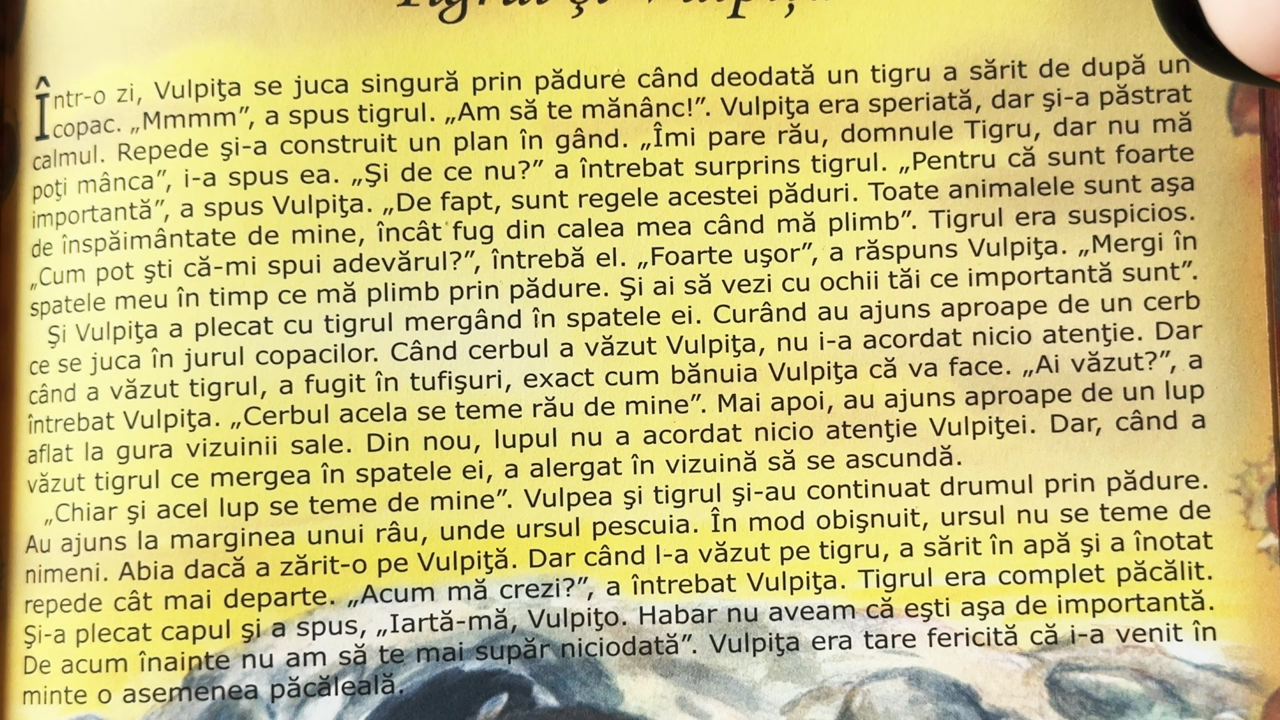 Tigrul şi Vulpiţa
Într-o zi, Vulpiţa se juca singură prin pădure când deodată un tigru a sărit de după un
copac. „Mmmm”, a spus tigrul. „Am să te mănânc!”. Vulpiţa era speriată, dar şi-a păstrat
calmul. Repede şi-a construit un plan în gând. „Îmi pare rău, domnule Tigru, dar nu mă
poţi mânca”, i-a spus ea. „Şi de ce nu?” a întrebat surprins tigrul. „Pentru că sunt foarte
importantă”, a spus Vulpiţa. „De fapt, sunt regele acestei păduri. Toate animalele sunt aşa
de înspăimântate de mine, încât fug din calea mea când mă plimb”. Tigrul era suspicios.
„Cum pot şti că-mi spui adevărul?”, întrebă el. „Foarte uşor”, a răspuns Vulpiţa. „Mergi în
spatele meu în timp ce mă plimb prin pădure. Şi ai să vezi cu ochii tăi ce importantă sunt”.
Şi Vulpiţa a plecat cu tigrul mergând în spatele ei. Curând au ajuns aproape de un cerb
ce se juca în jurul copacilor. Când cerbul a văzut Vulpiţa, nu i-a acordat nicio atenţie. Dar
când a văzut tigrul, a fugit în tufişuri, exact cum bănuia Vulpiţa că va face. „Ai văzut?”, a
întrebat Vulpiţa. „Cerbul acela se teme rău de mine”. Mai apoi, au ajuns aproape de un lup
aflat la gura vizuinii sale. Din nou, lupul nu a acordat nicio atenţie Vulpiţei. Dar, când a
văzut tigrul ce mergea în spatele ei, a alergat în vizuină să se ascundă.
„Chiar şi acel lup se teme de mine”. Vulpea şi tigrul şi-au continuat drumul prin pădure.
Au ajuns la marginea unui râu, unde ursul pescuia. În mod obişnuit, ursul nu se teme de
nimeni. Abia dacă a zărit-o pe Vulpiţă. Dar când l-a văzut pe tigru, a sărit în apă şi a înotat
repede cât mai departe. „Acum mă crezi?”, a întrebat Vulpiţa. Tigrul era complet păcălit.
Şi-a plecat capul şi a spus, „Iartă-mă, Vulpiţo. Habar nu aveam că eşti aşa de importantă.
De acum înainte nu am să te mai supăr niciodată”. Vulpiţa era tare fericită că i-a venit în
minte o asemenea păcăleală.